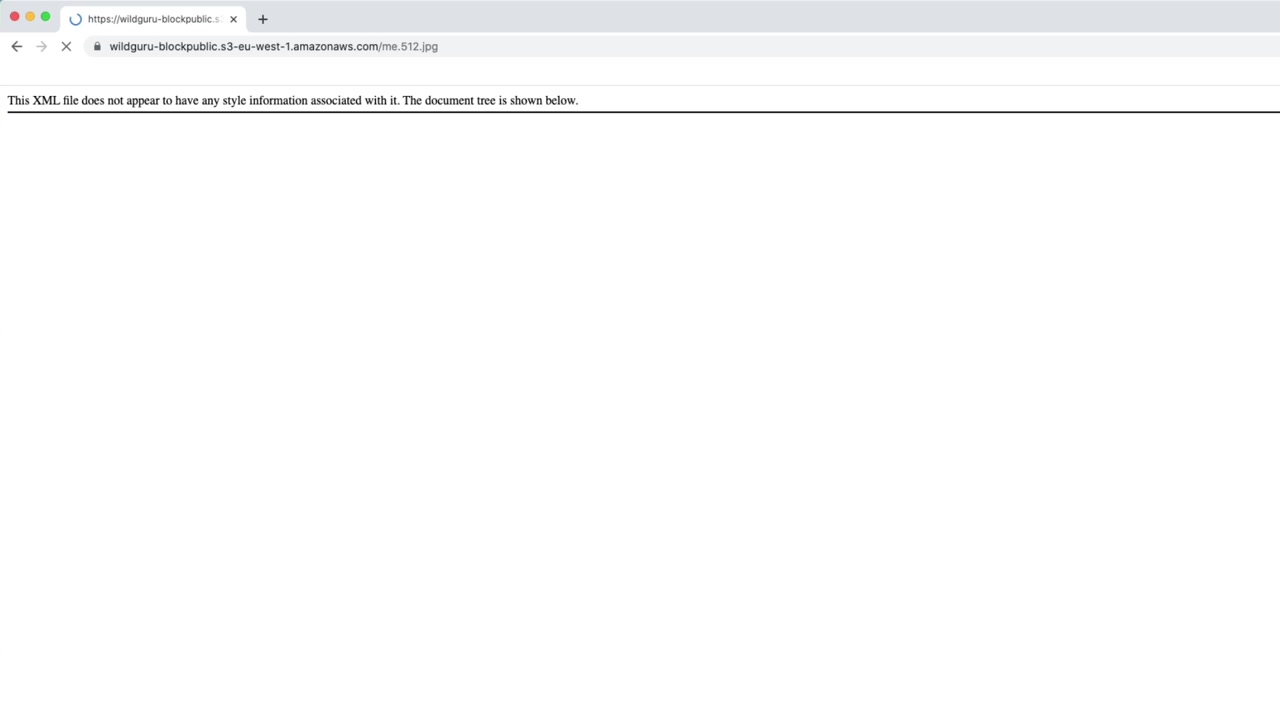 https://wildguru-blockpublic.s
wildguru-blockpublic.s3-eu-west-1.amazonaws.com/me.512.jpg
This XML file does not appear to have any style information associated with it. The document tree is shown below.